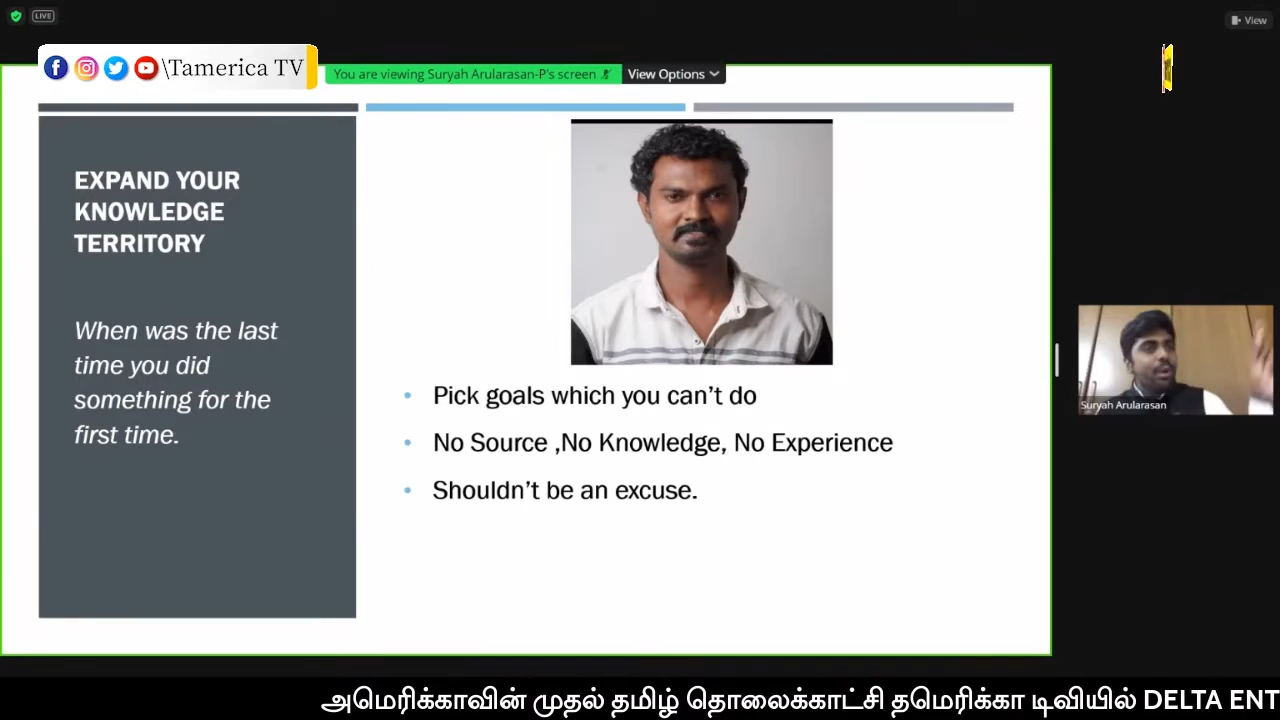 LIVE
View
\Tamerica TV
You are viewing Suryah Arularasan-P's screen
View Options
EXPAND YOUR
KNOWLEDGE
TERRITORY
When was the last
time you did
something for the
first time.
• Pick goals which you can't do
• No Source ,No Knowledge, No Experience
• Shouldn't be an excuse.
Suryah Arularasan
அமெரிக்காவின் முதல் தமிழ் தொலைக்காட்சி தமெரிக்கா டிவியில் DELTA ENT